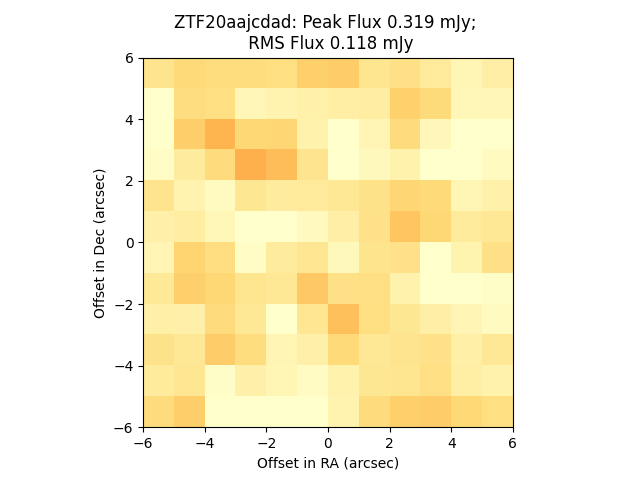 ZTF20aajcdad: Peak Flux 0.319 mJy;
RMS Flux 0.118 mJy
6
4
2
0
−2
−4
−6
Offset in Dec (arcsec)
−6 −4 −2 0 2 4 6
Offset in RA (arcsec)